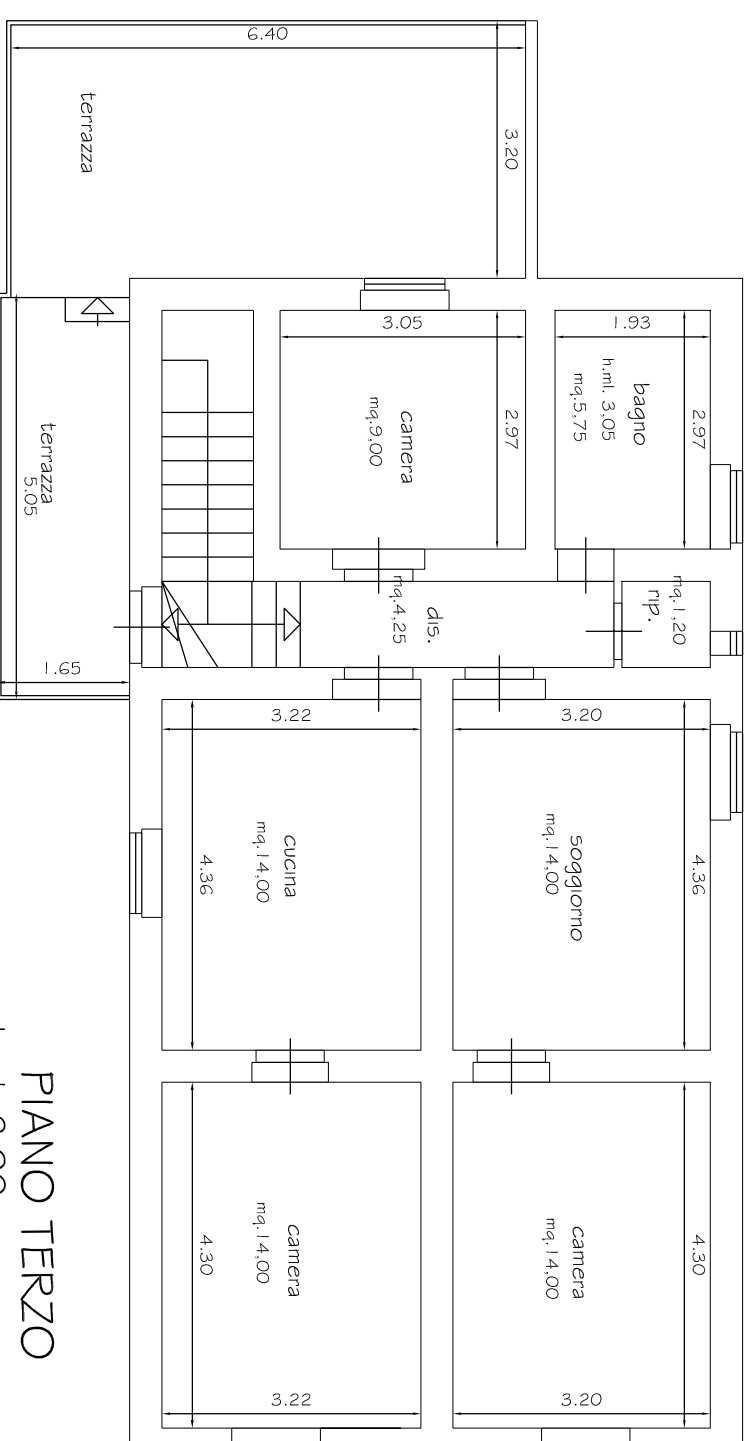 6.40
3.20
terrazza
terrazza
5.05
1.65
3.05
2.97
camera
mq.9,00
1.93
2.97
bagno
h.ml. 3,05
mq.5,75
dis.
mq.4,25
rip.
mq.1,20
3.22
4.36
cucina
mq.14,00
3.20
4.36
soggiorno
mq.14,00
camera
mq.14,00
4.30
3.22
camera
mq.14,00
4.30
3.20
PIANO TERZO